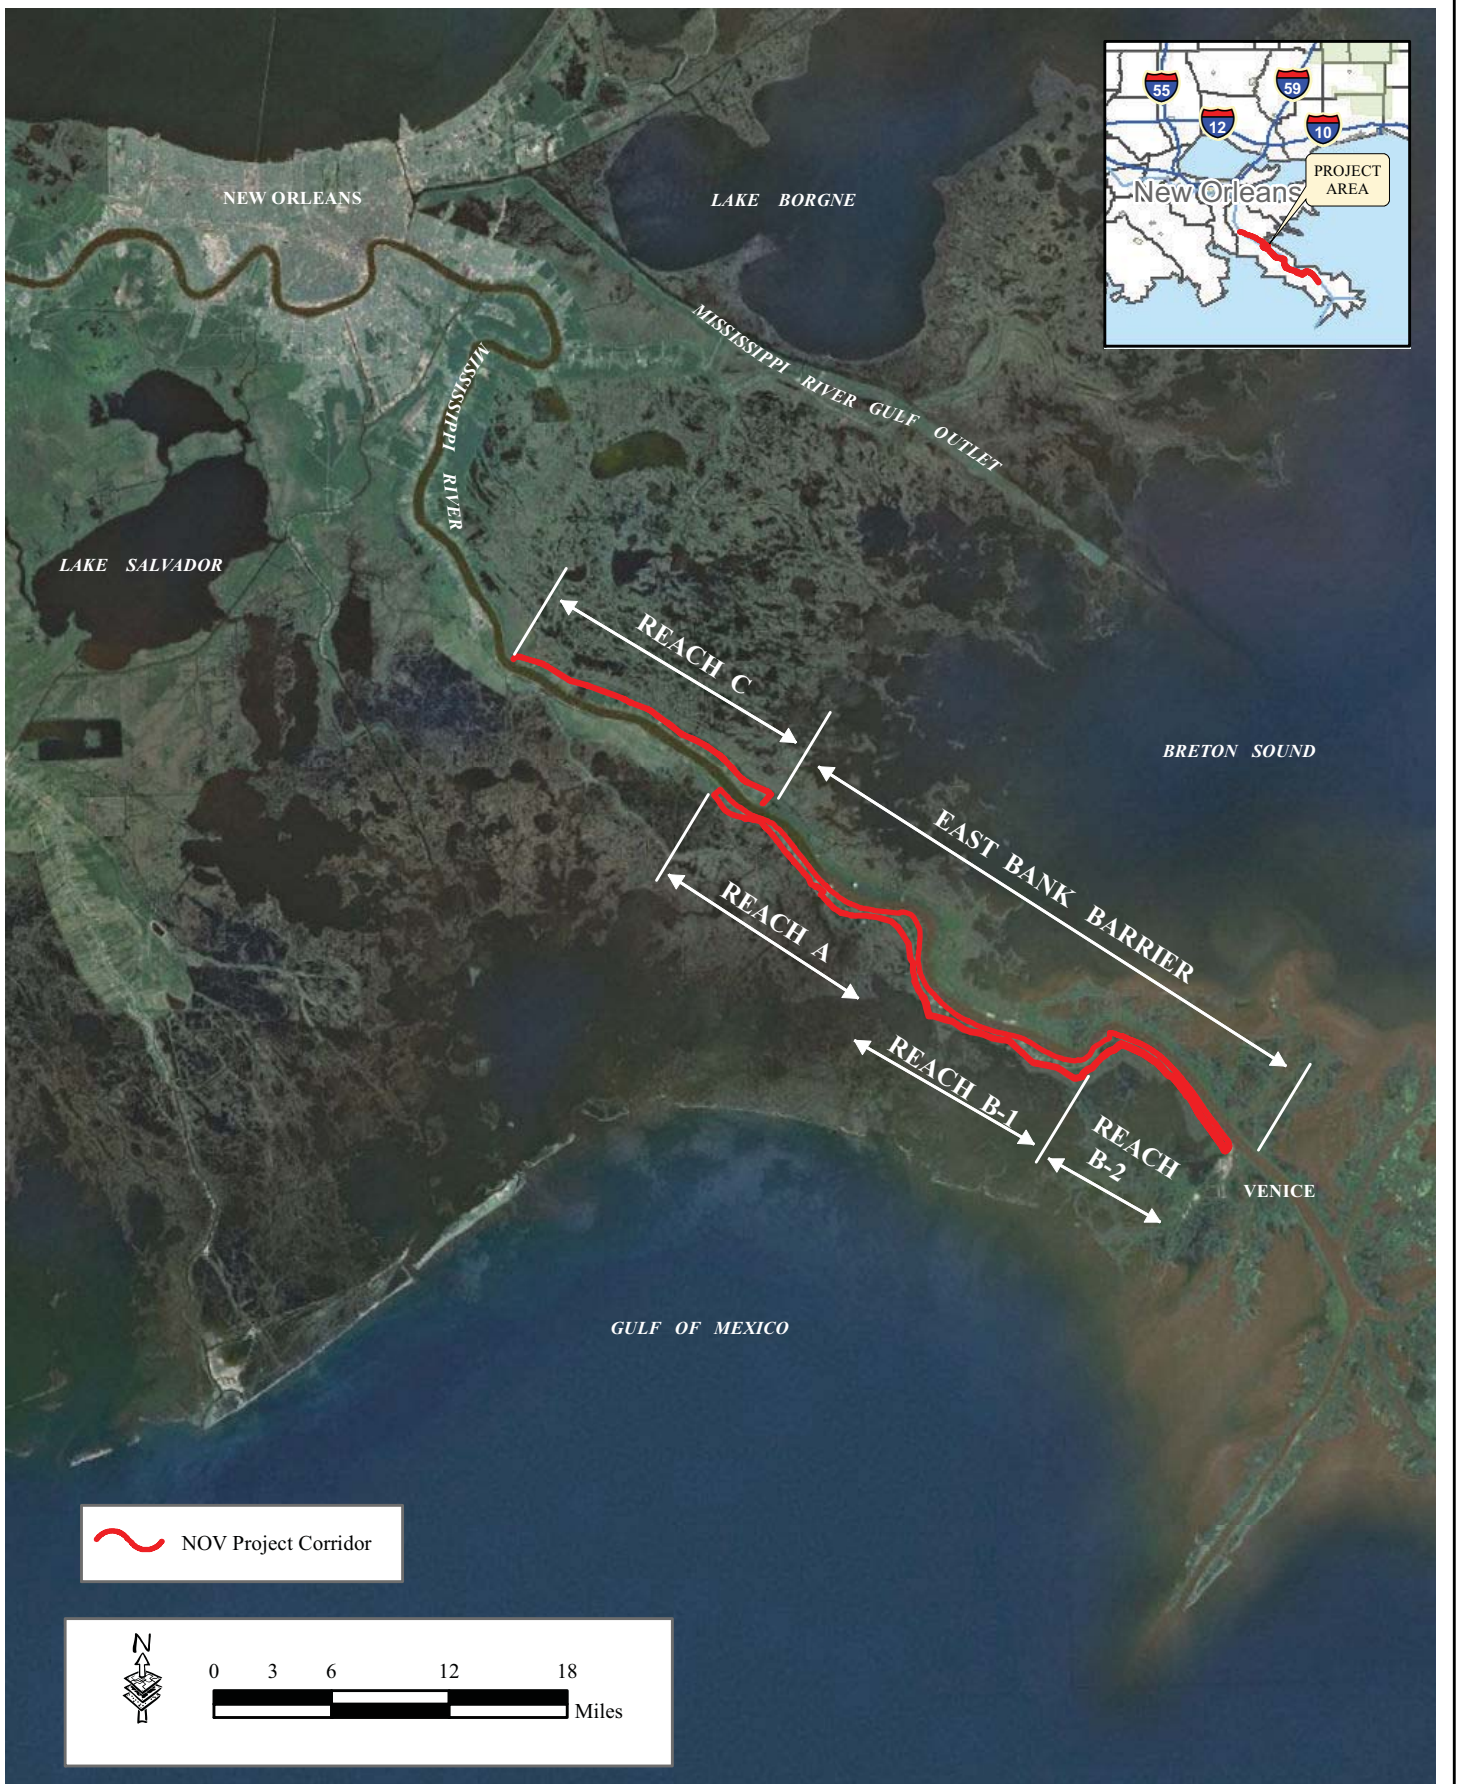 55
59
12
10
New Orleans
PROJECT
AREA
NEW ORLEANS
LAKE BORGNE
MISSISSIPPI RIVER GULF OUTLET
MISSISSIPPI RIVER
LAKE SALVADOR
REACH C
BRETON SOUND
EAST BANK BARRIER
REACH A
REACH B-1
REACH
B-2
VENICE
GULF OF MEXICO
NOV Project Corridor
N
0 3 6 12 18
Miles